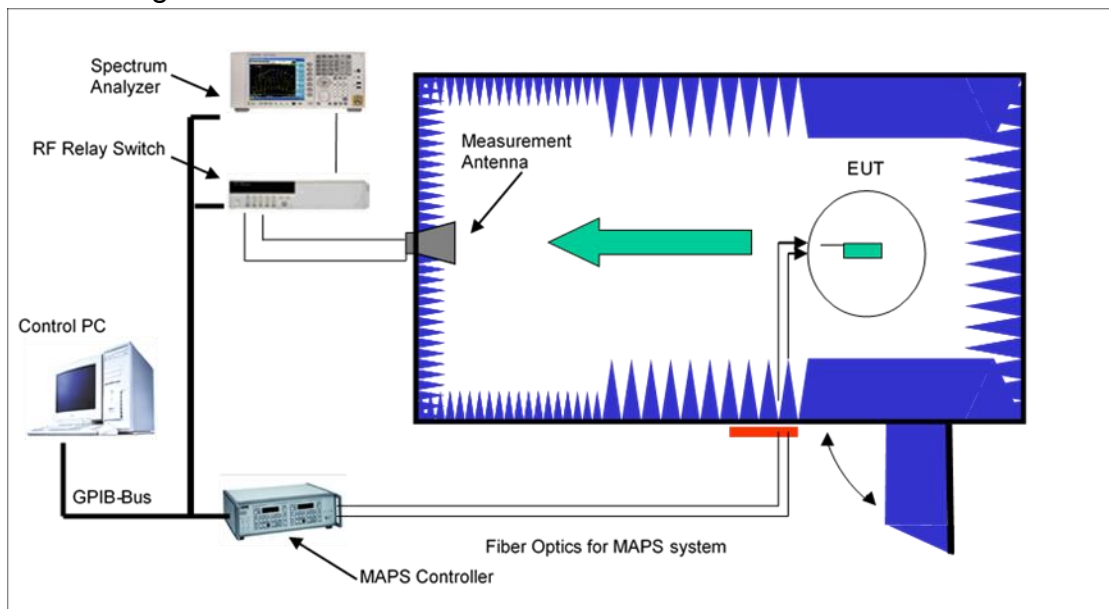 Spectrum
Analyzer
RF Relay Switch
Measurement
Antenna
EUT
Control PC
GPIB-Bus
Fiber Optics for MAPS system
MAPS Controller